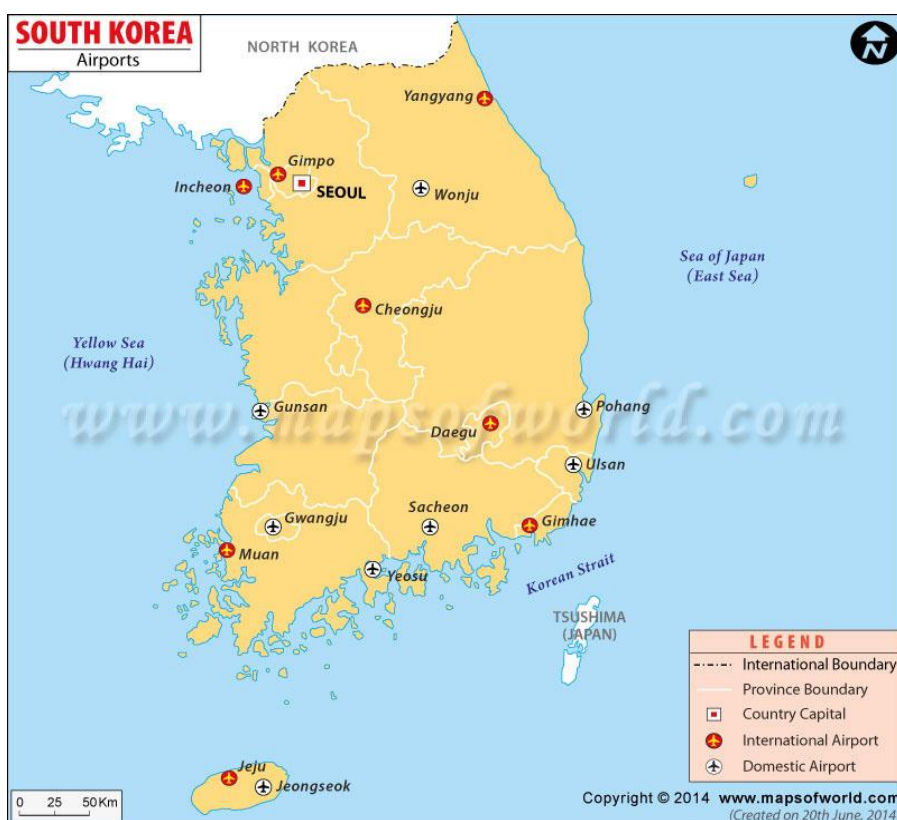 SOUTH KOREA
Airports
NORTH KOREA
N
Yangyang
Gimpo
Incheon
SEOUL
Wonju
Sea of Japan
(East Sea)
Cheongju
Yellow Sea
(Hwang Hai)
Gunsan
Pohang
www.mapsofworld.com
Daegu
Ulsan
Sacheon
Gwangju
Gimhae
Muan
Yeosu
Korean Strait
TSUSHIMA
(JAPAN)
LEGEND
International Boundary
Province Boundary
Country Capital
International Airport
Domestic Airport
Jeju
Jeongseok
0 25 50 Km
Copyright © 2014 www.mapsofworld.com
(Created on 20th June, 2014